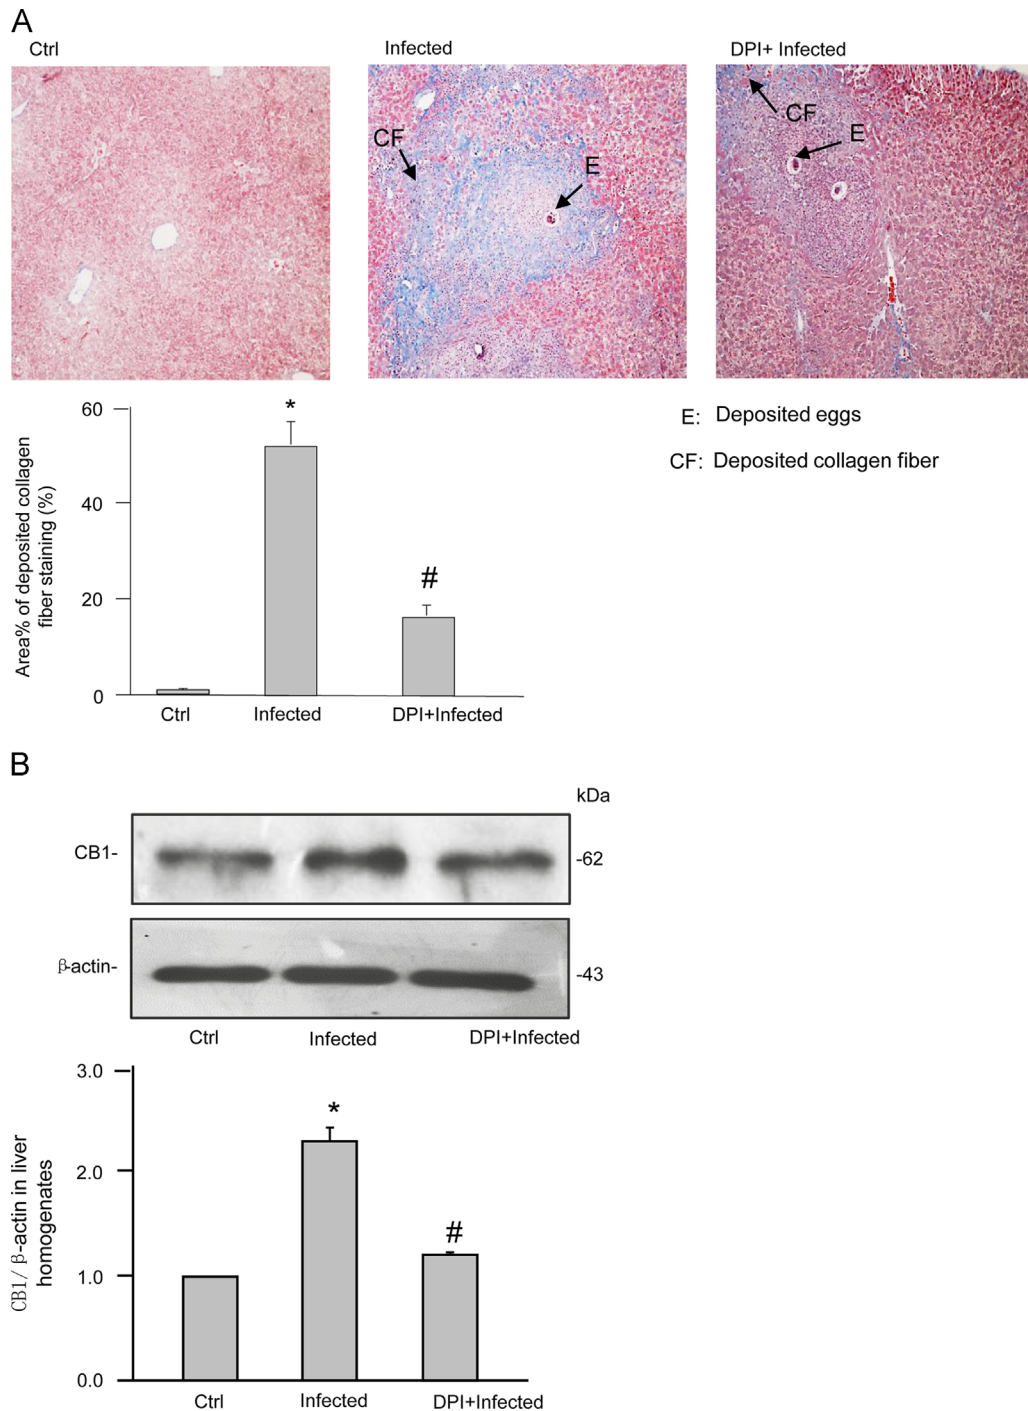 A
Ctrl
Infected
DPI+ Infected
CF
E
CF
E
60
40
20
0
Area% of deposited collagen
fiber staining (%)
*
#
Ctrl
Infected
DPI+Infected
E: Deposited eggs
CF: Deposited collagen fiber
B
kDa
CB1-
-62
β-actin-
-43
Ctrl
Infected
DPI+Infected
3.0
2.0
1.0
0.0
CB1/ β-actin in liver
homogenates
*
#
Ctrl
Infected
DPI+Infected